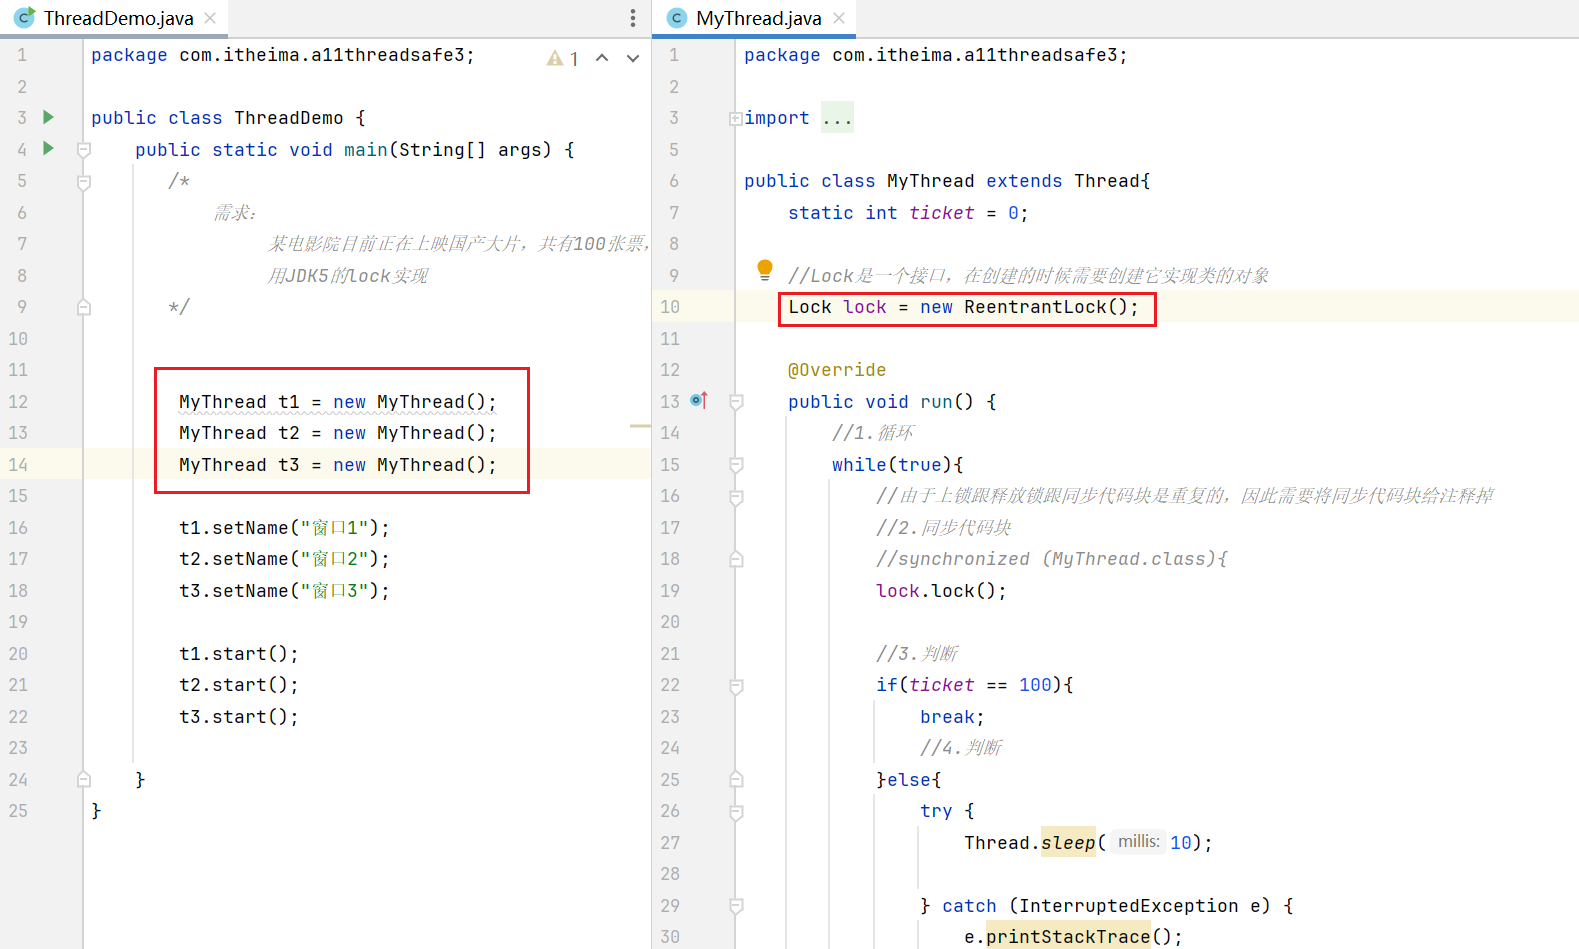 ThreadDemo.java
1 package com.itheima.a11threadsafe3; 1
2
3 public class ThreadDemo {
4 public static void main(String[] args) {
5 /*
6 需求：
7 某电影院目前正在上映国产大片，共有100张票，
8 用JDK5的lock实现
9 */
10
11
12 MyThread t1 = new MyThread();
13 MyThread t2 = new MyThread();
14 MyThread t3 = new MyThread();
15
16 t1.setName("窗口1");
17 t2.setName("窗口2");
18 t3.setName("窗口3");
19
20 t1.start();
21 t2.start();
22 t3.start();
23
24 }
25 }
MyThread.java
1 package com.itheima.a11threadsafe3;
2
3 import ...
5
6 public class MyThread extends Thread{
7 static int ticket = 0;
8
9 //Lock是一个接口，在创建的时候需要创建它实现类的对象
10 Lock lock = new ReentrantLock();
11
12 @Override
13 public void run() {
14 //1.循环
15 while(true){
16 //由于上锁跟释放锁跟同步代码块是重复的，因此需要将同步代码块给注释掉
17 //2.同步代码块
18 //synchronized (MyThread.class){
19 lock.lock();
20
21 //3.判断
22 if(ticket == 100){
23 break;
24 //4.判断
25 }else{
26 try {
27 Thread.sleep( millis: 10);
28
29 } catch (InterruptedException e) {
30 e.printStackTrace();